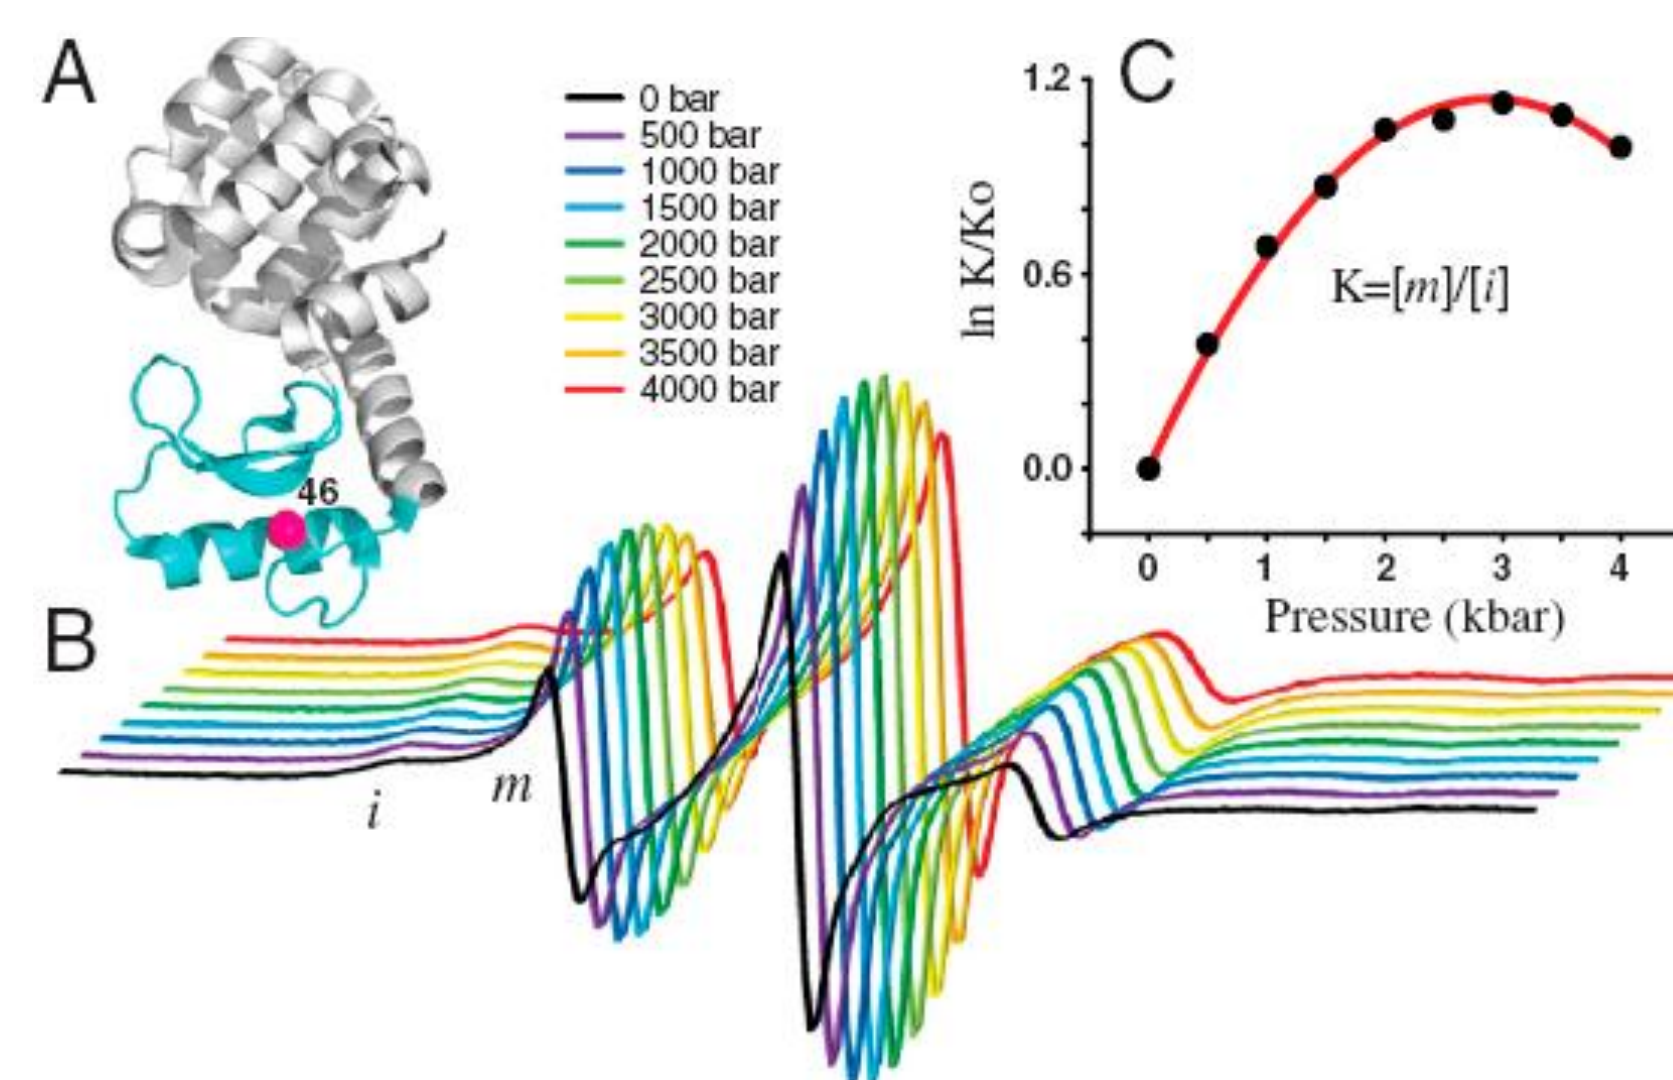 A
46
0 bar
500 bar
1000 bar
1500 bar
2000 bar
2500 bar
3000 bar
3500 bar
4000 bar
C
1.2
0.6
0.0
ln K/Ko
K=[m]/[i]
0 1 2 3 4
Pressure (kbar)
B
i
m